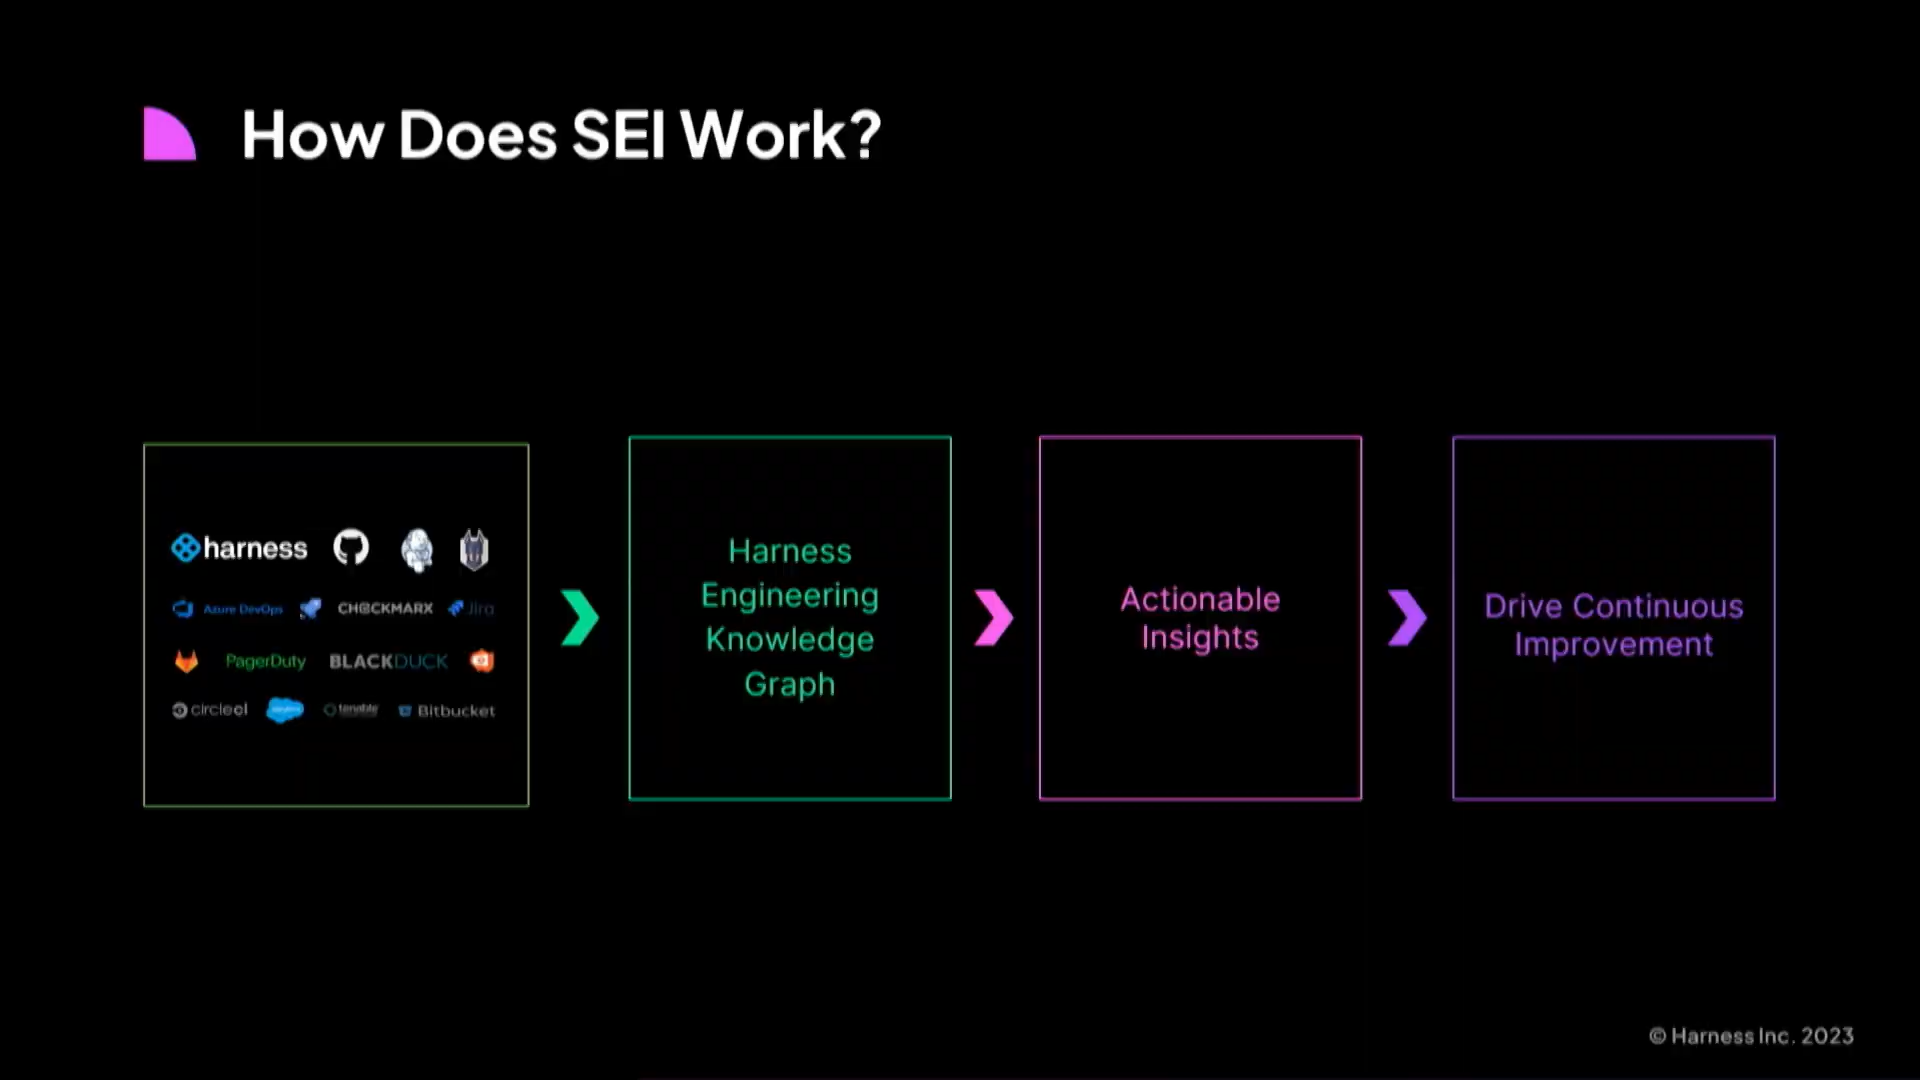 How Does SEI Work?
harness
Azure DevOps CHECKMARX Jira
PagerDuty BLACKDUCK
circleci tenable Bitbucket
Harness
Engineering
Knowledge
Graph
Actionable
Insights
Drive Continuous
Improvement
© Harness Inc. 2023